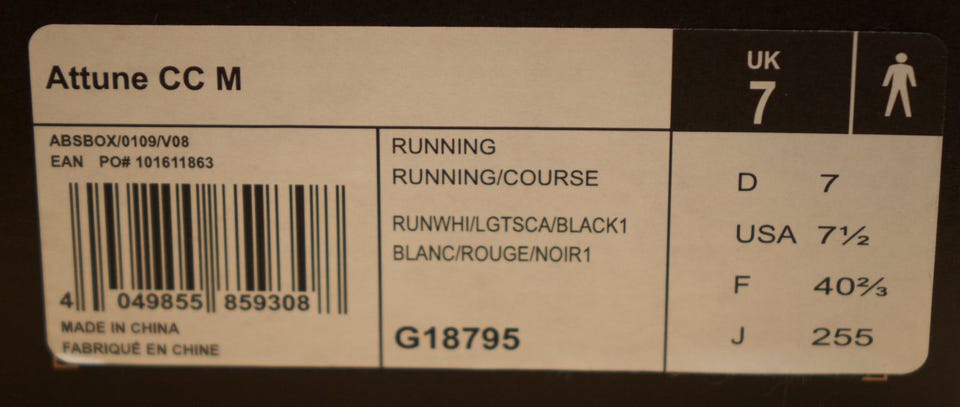 Attune CC M
UK
7
ABSBOX/0109/V08
EAN PO# 101611863
4 049855 859308
MADE IN CHINA
FABRIQUÉ EN CHINE
RUNNING
RUNNING/COURSE
RUNWHI/LGTSCA/BLACK1
BLANC/ROUGE/NOIR1
G18795
D 7
USA 7½
F 40⅔
J 255